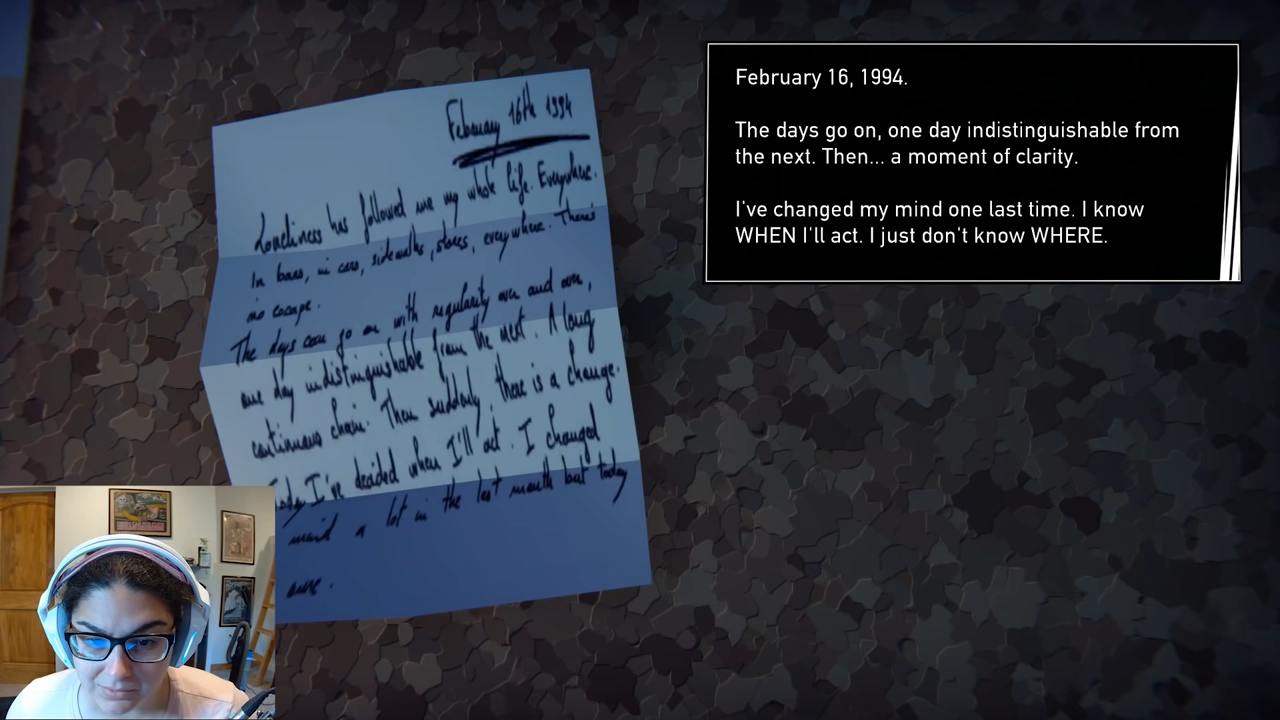 February 16th 1994
Loneliness has followed me my whole life. Everywhere.
In bars, in cars, sidewalks, stores, everywhere. There's
no escape.
The days can go on with regularity over and over,
one day indistinguishable from the next. A long
continuous chain. Then suddenly there is a change.
Today I've decided when I'll act. I changed
mind a lot in the last month but today
February 16, 1994.
The days go on, one day indistinguishable from
the next. Then... a moment of clarity.
I've changed my mind one last time. I know
WHEN I'll act. I just don't know WHERE.